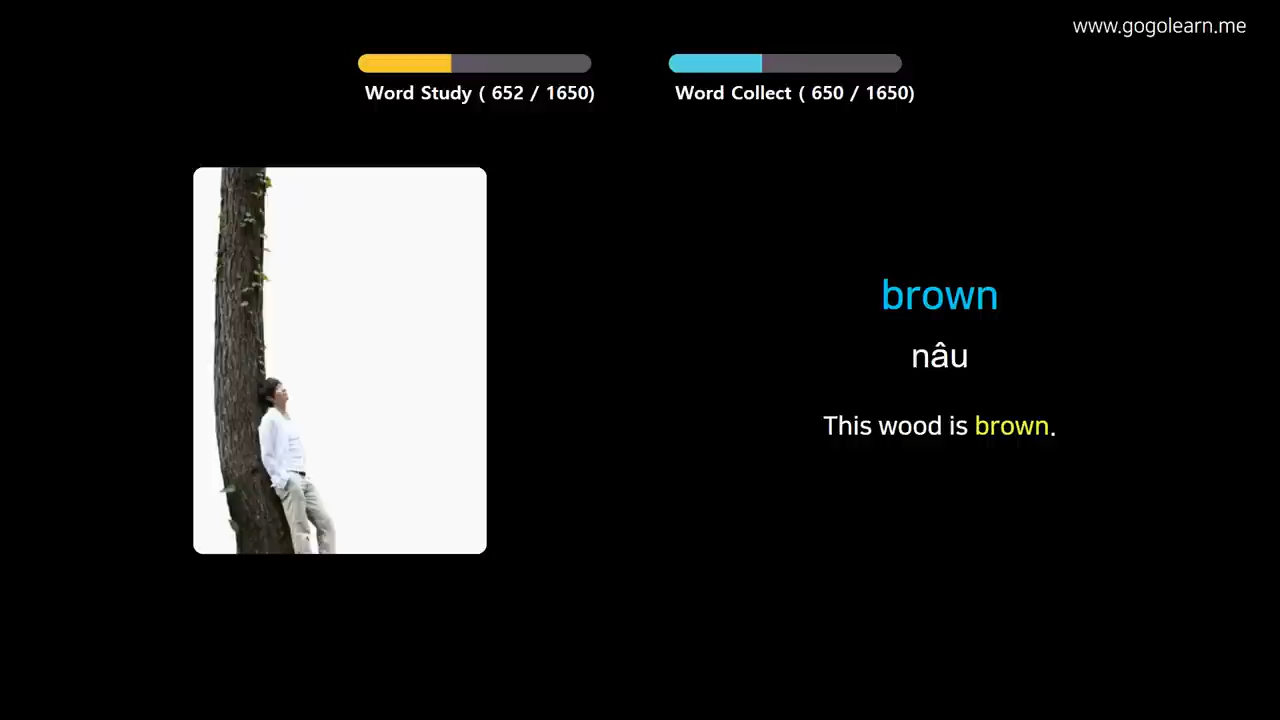 www.gogolearn.me
Word Study ( 652 / 1650)
Word Collect ( 650 / 1650)
brown
nâu
This wood is brown.